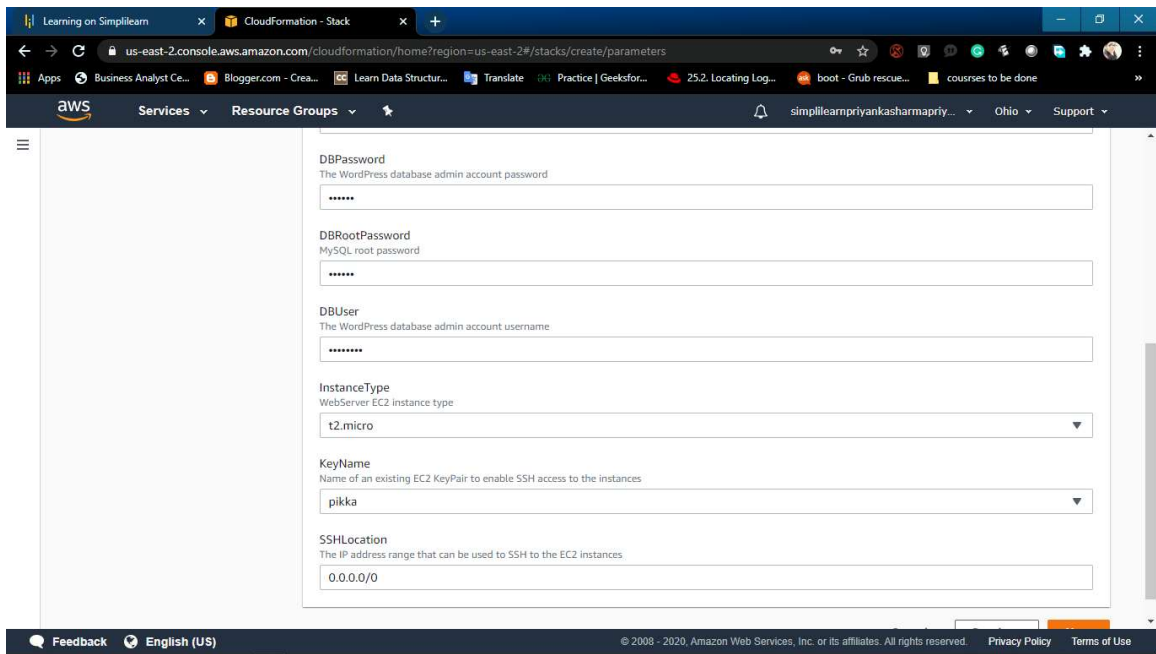 Learning on Simplilearn
CloudFormation - Stack
us-east-2.console.aws.amazon.com/cloudformation/home?region=us-east-2#/stacks/create/parameters
Apps Business Analyst Ce... Blogger.com - Crea... Learn Data Structur... Translate Practice | Geeksfor... 25.2. Locating Log... boot - Grub rescue... cousrses to be done »
aws Services Resource Groups simplilearnpriyankasharmapriy... Ohio Support
DBPassword
The WordPress database admin account password
••••••
DBRootPassword
MySQL root password
••••••
DBUser
The WordPress database admin account username
••••••••
InstanceType
WebServer EC2 instance type
t2.micro
KeyName
Name of an existing EC2 KeyPair to enable SSH access to the instances
pikka
SSHLocation
The IP address range that can be used to SSH to the EC2 instances
0.0.0.0/0
Feedback English (US) © 2008 - 2020, Amazon Web Services, Inc. or its affiliates. All rights reserved. Privacy Policy Terms of Use